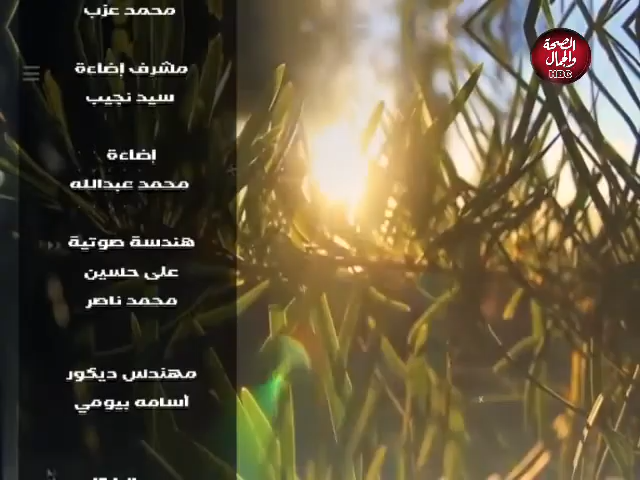 محمد عزب
مشرف إضاءة
سيد نجيب
إضاءة
محمد عبدالله
هندسة صوتية
على حسين
محمد ناصر
مهندس ديكور
أسامه بيومي
الصحة
والجمال
HBC